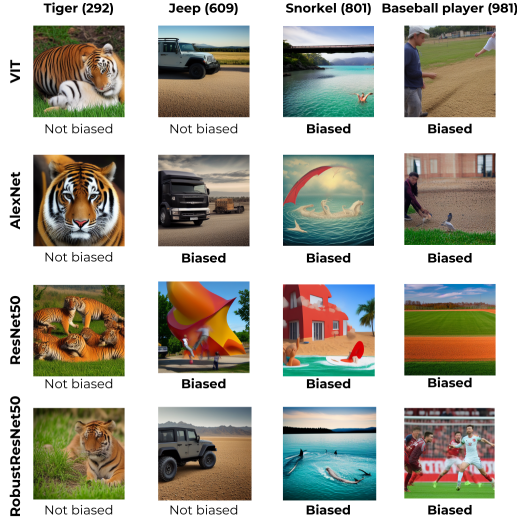 Tiger (292) Jeep (609) Snorkel (801) Baseball player (981)
ViT
Not biased Not biased Biased Biased
AlexNet
Not biased Biased Biased Biased
ResNet50
Not biased Biased Biased Biased
RobustResNet50
Not biased Not biased Biased Biased